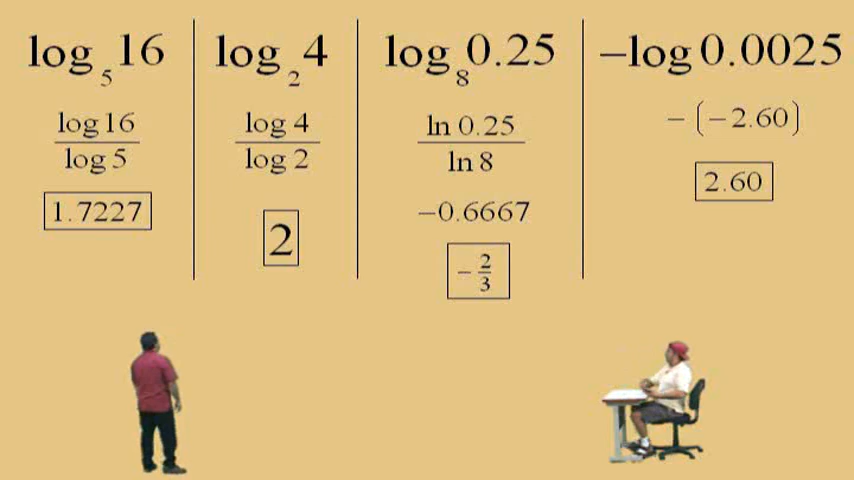 log₅16
log 16
log 5
1.7227
log₂4
log 4
log 2
2
log₈0.25
ln 0.25
ln 8
−0.6667
−2/3
−log 0.0025
−(−2.60)
2.60